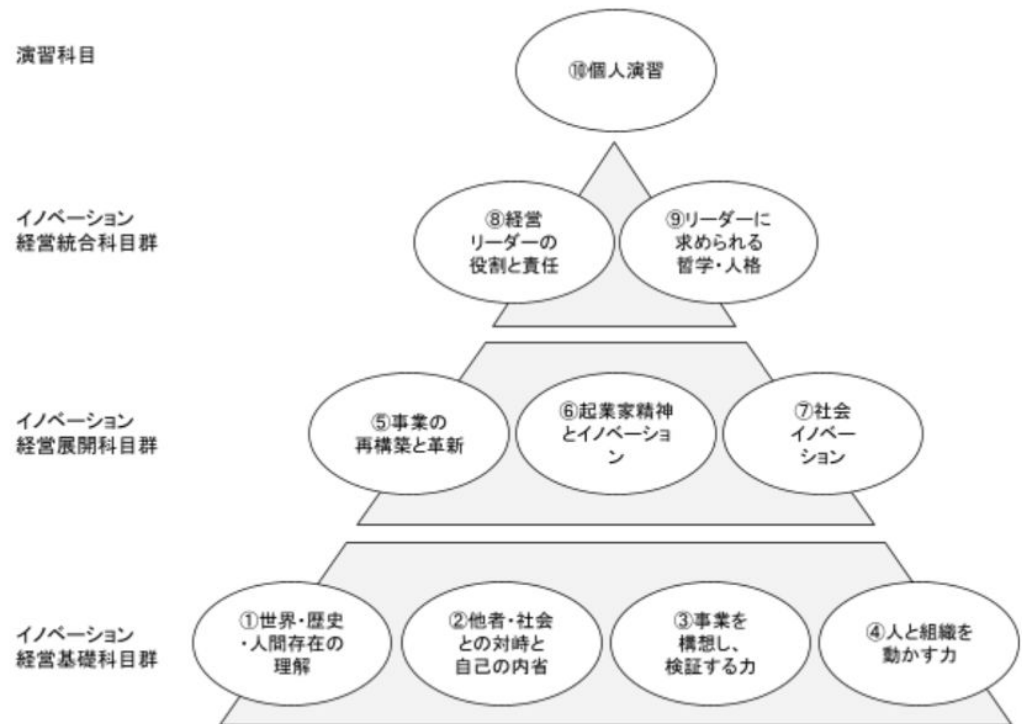 演習科目
⑩個人演習
イノベーション
経営統合科目群
⑧経営
リーダーの
役割と責任
⑨リーダーに
求められる
哲学・人格
イノベーション
経営展開科目群
⑤事業の
再構築と革新
⑥起業家精神
とイノベーショ
ン
⑦社会
イノベー
ション
イノベーション
経営基礎科目群
①世界・歴史
・人間存在の
理解
②他者・社会
との対峙と
自己の内省
③事業を
構想し、
検証する力
④人と組織を
動かす力